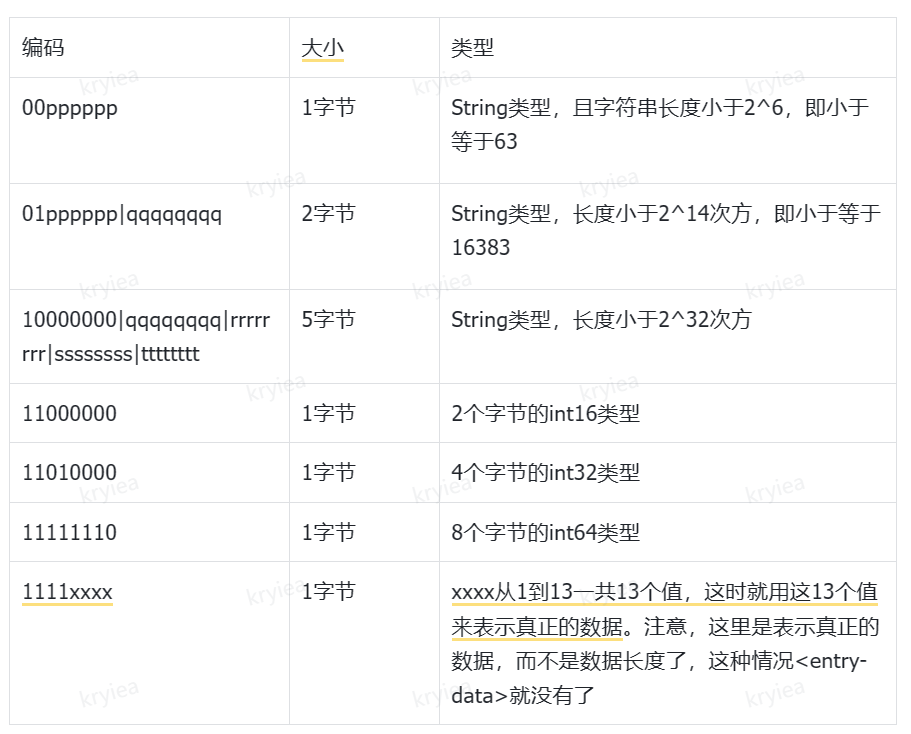 编码 大小 类型
00pppppp 1字节 String类型，且字符串长度小于2^6，即小于
等于63
01pppppp|qqqqqqqq 2字节 String类型，长度小于2^14次方，即小于等于
16383
10000000|qqqqqqqq|rrrrr 5字节 String类型，长度小于2^32次方
rrr|ssssssss|tttttttt
11000000 1字节 2个字节的int16类型
11010000 1字节 4个字节的int32类型
11111110 1字节 8个字节的int64类型
1111xxxx 1字节 xxxx从1到13一共13个值，这时就用这13个值
来表示真正的数据。注意，这里是表示真正的
数据，而不是数据长度了，这种情况<entry-
data>就没有了
kryiea kryiea kryiea
kryiea kryiea
kryiea kryiea kryiea
kryiea kryiea
kryiea kryiea kryiea
kryiea kryiea
kryiea kryiea kryiea